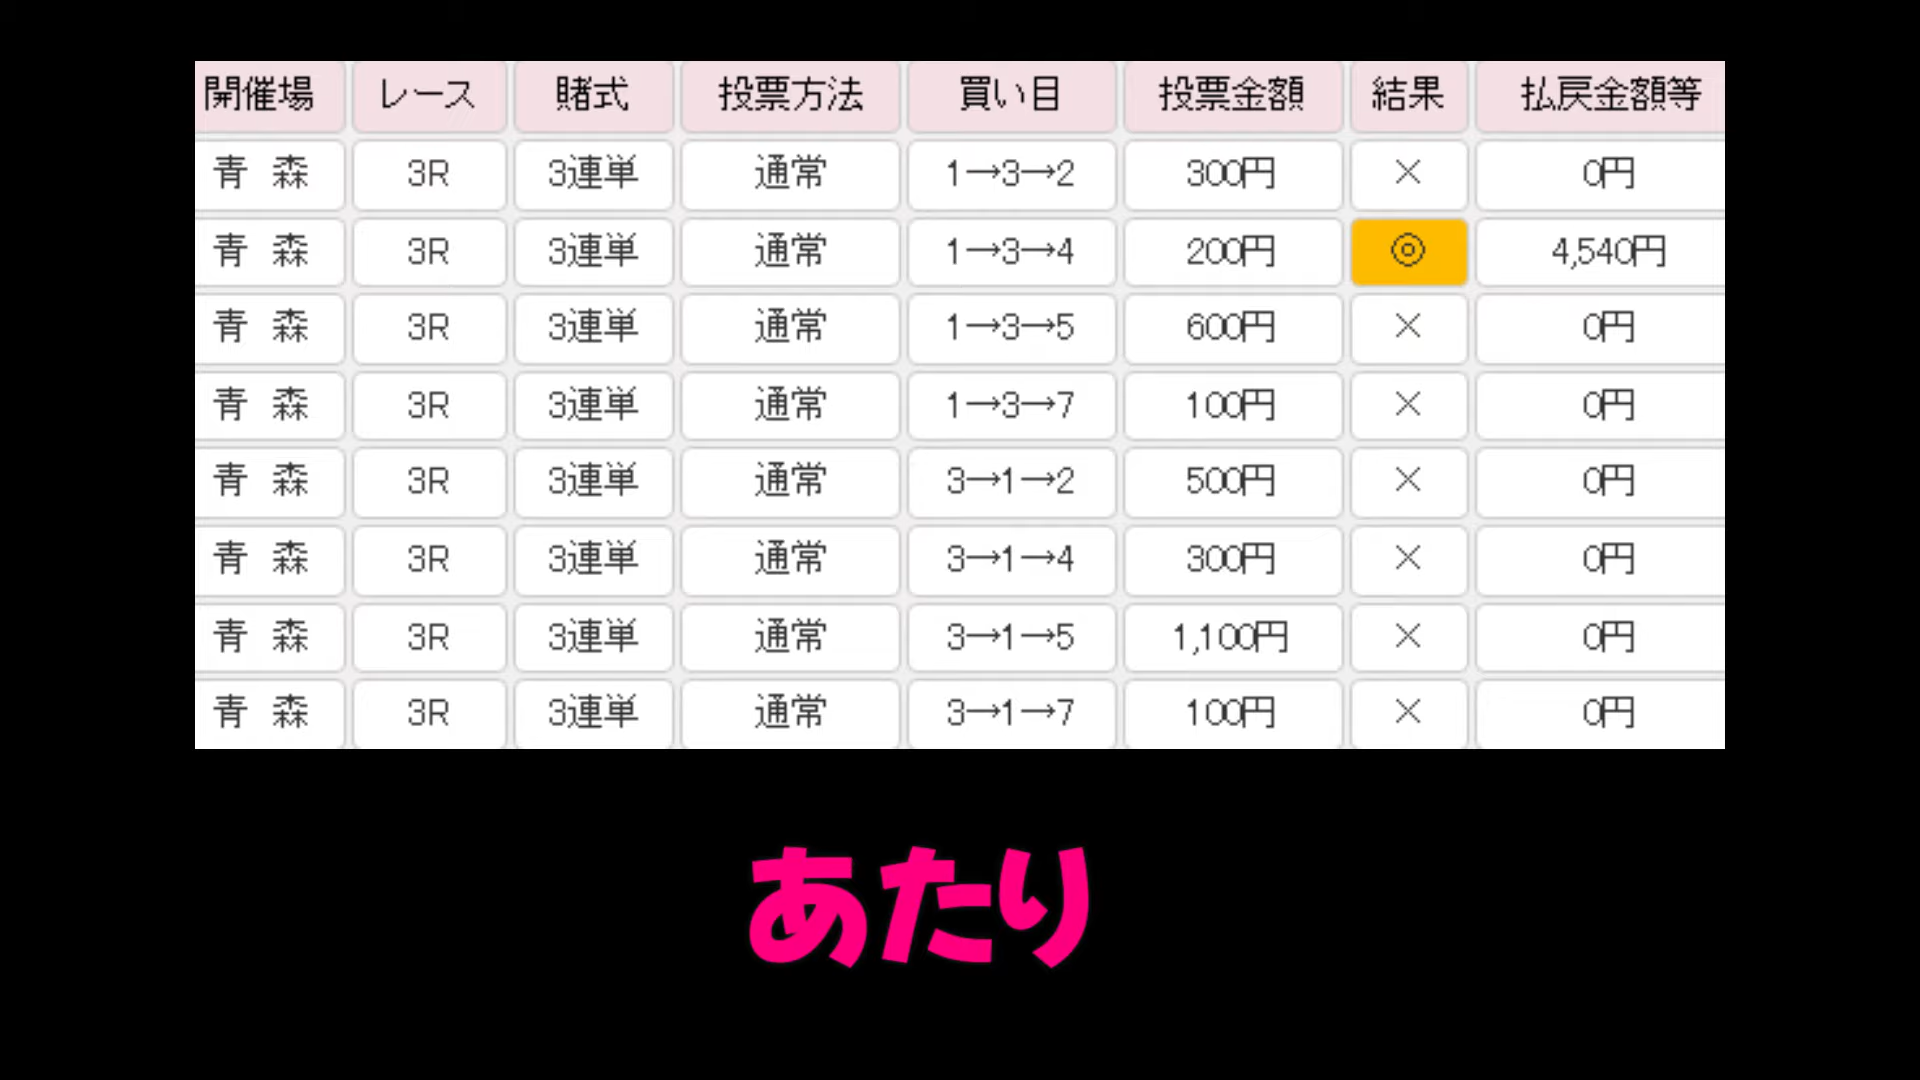 開催場 レース 賭式 投票方法 買い目 投票金額 結果 払戻金額等
青 森 3R 3連単 通常 1→3→2 300円 × 0円
青 森 3R 3連単 通常 1→3→4 200円 ◎ 4,540円
青 森 3R 3連単 通常 1→3→5 600円 × 0円
青 森 3R 3連単 通常 1→3→7 100円 × 0円
青 森 3R 3連単 通常 3→1→2 500円 × 0円
青 森 3R 3連単 通常 3→1→4 300円 × 0円
青 森 3R 3連単 通常 3→1→5 1,100円 × 0円
青 森 3R 3連単 通常 3→1→7 100円 × 0円
あたり